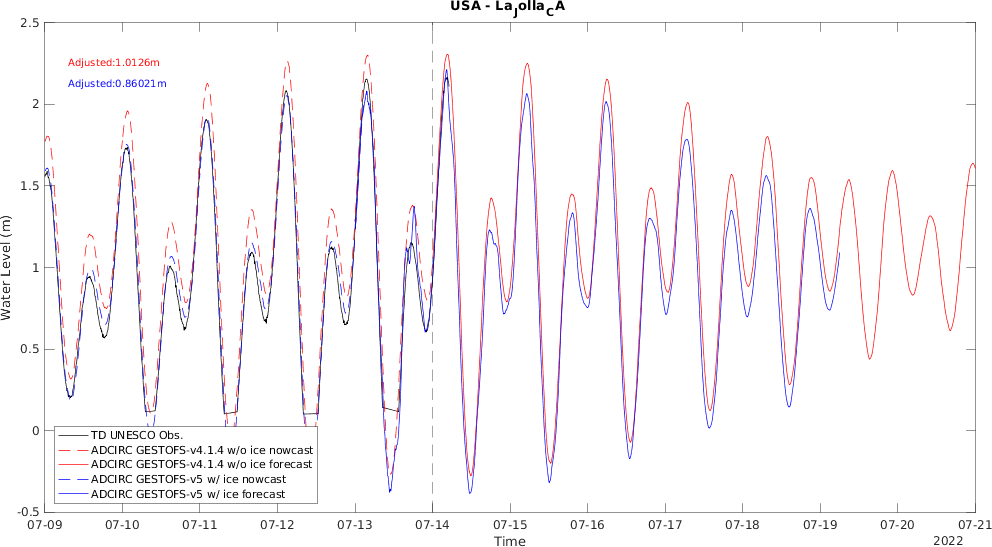 USA - LaJollaCA
Adjusted:1.0126m
Adjusted:0.86021m
Water Level (m)
2.5
2
1.5
1
0.5
0
-0.5
TD UNESCO Obs.
ADCIRC GESTOFS-v4.1.4 w/o ice nowcast
ADCIRC GESTOFS-v4.1.4 w/o ice forecast
ADCIRC GESTOFS-v5 w/ ice nowcast
ADCIRC GESTOFS-v5 w/ ice forecast
07-09 07-10 07-11 07-12 07-13 07-14 07-15 07-16 07-17 07-18 07-19 07-20 07-21
Time
2022